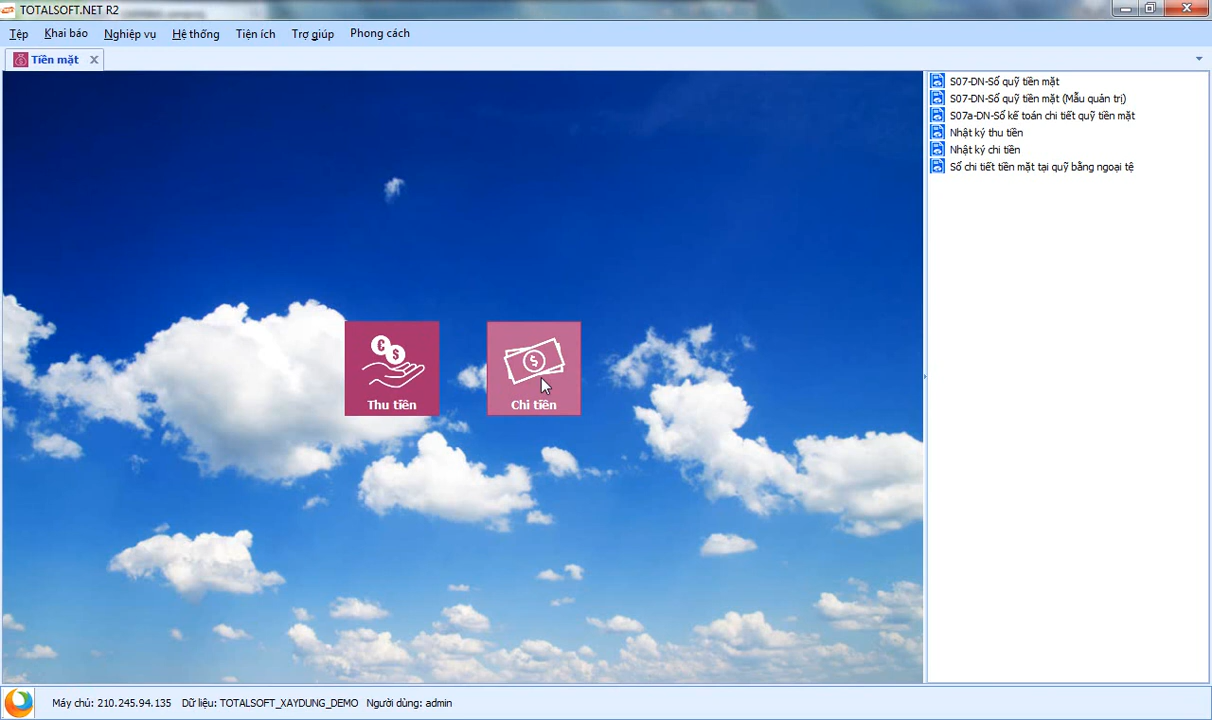 TOTALSOFT.NET R2
Tệp Khai báo Nghiệp vụ Hệ thống Tiện ích Trợ giúp Phong cách
Tiền mặt
S07-DN-Sổ quỹ tiền mặt
S07-DN-Sổ quỹ tiền mặt (Mẫu quản trị)
S07a-DN-Sổ kế toán chi tiết quỹ tiền mặt
Nhật ký thu tiền
Nhật ký chi tiền
Sổ chi tiết tiền mặt tại quỹ bằng ngoại tệ
Thu tiền
Chi tiền
Máy chủ: 210.245.94.135 Dữ liệu: TOTALSOFT_XAYDUNG_DEMO Người dùng: admin